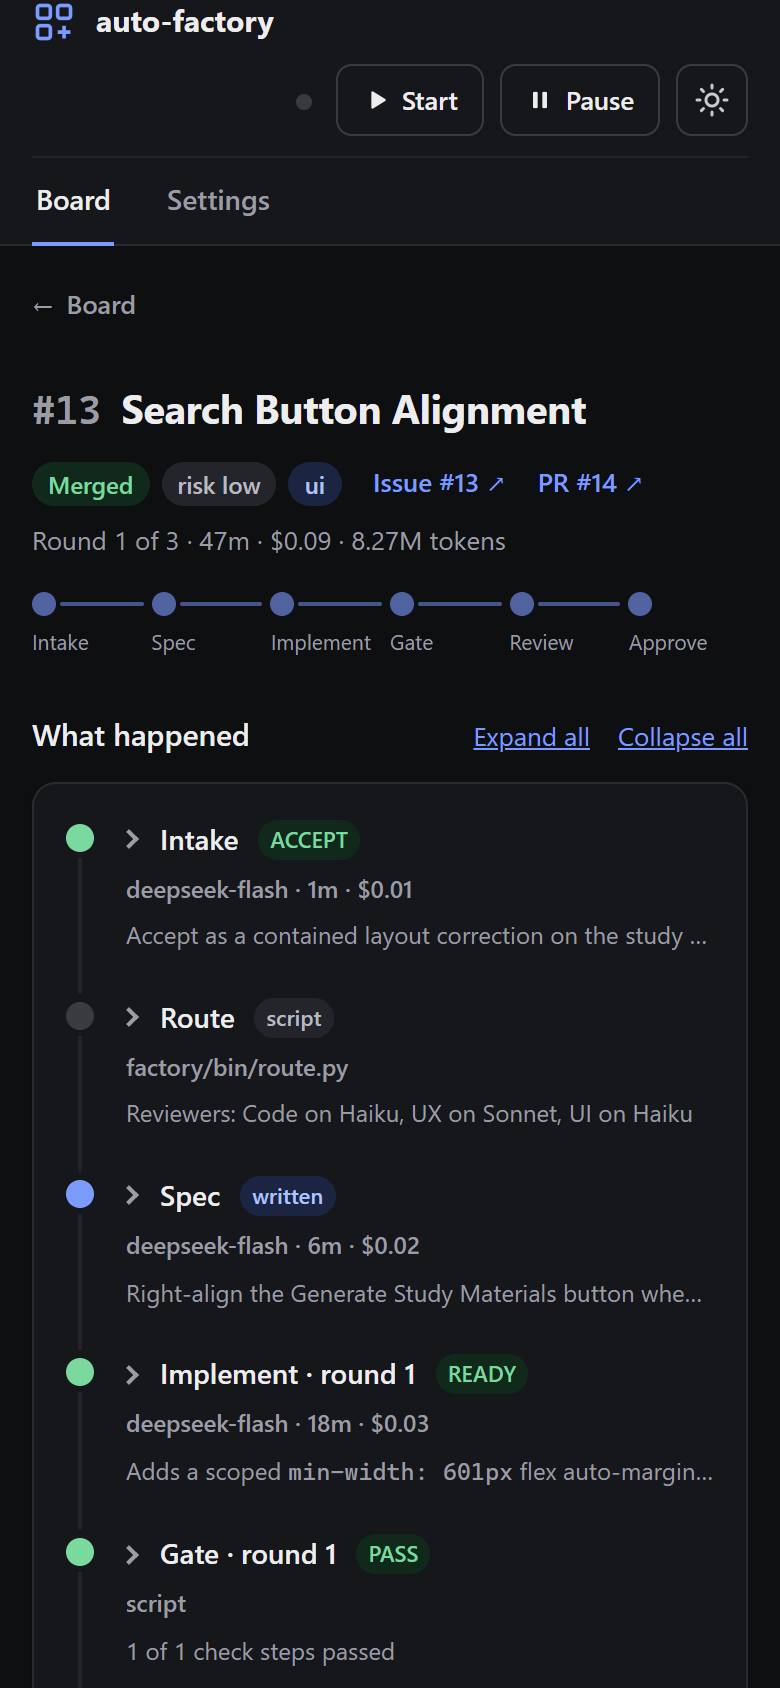 auto-factory
Start Pause
Board Settings
← Board
#13 Search Button Alignment
Merged risk low ui Issue #13 ↗ PR #14 ↗
Round 1 of 3 · 47m · $0.09 · 8.27M tokens
Intake Spec Implement Gate Review Approve
What happened Expand all Collapse all
Intake ACCEPT
deepseek-flash · 1m · $0.01
Accept as a contained layout correction on the study ...
Route script
factory/bin/route.py
Reviewers: Code on Haiku, UX on Sonnet, UI on Haiku
Spec written
deepseek-flash · 6m · $0.02
Right-align the Generate Study Materials button whe...
Implement · round 1 READY
deepseek-flash · 18m · $0.03
Adds a scoped min-width: 601px flex auto-margin...
Gate · round 1 PASS
script
1 of 1 check steps passed